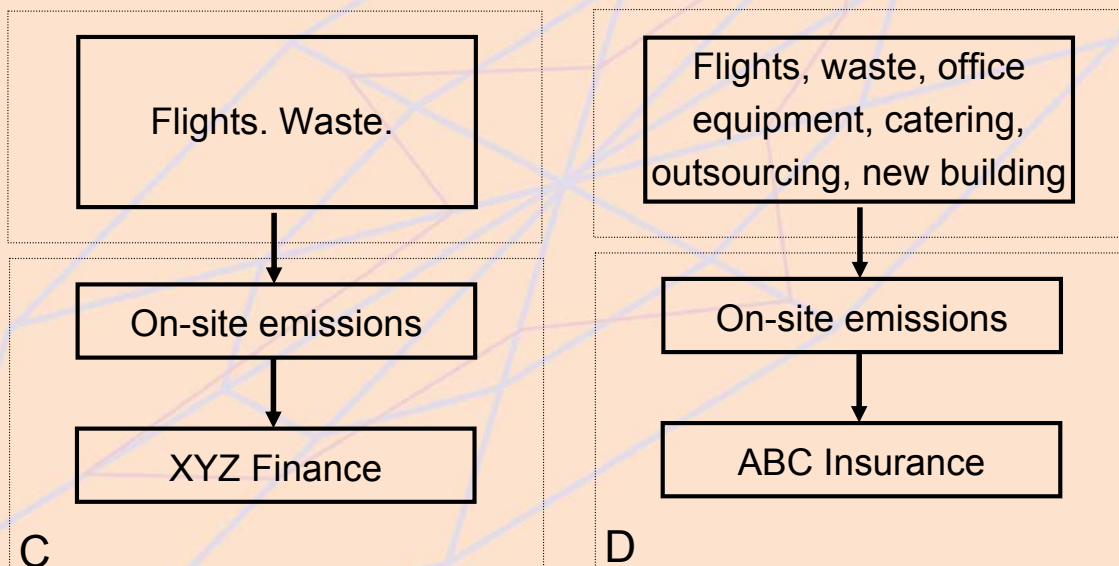 Flights. Waste.
On-site emissions
XYZ Finance
C
Flights, waste, office
equipment, catering,
outsourcing, new building
On-site emissions
ABC Insurance
D